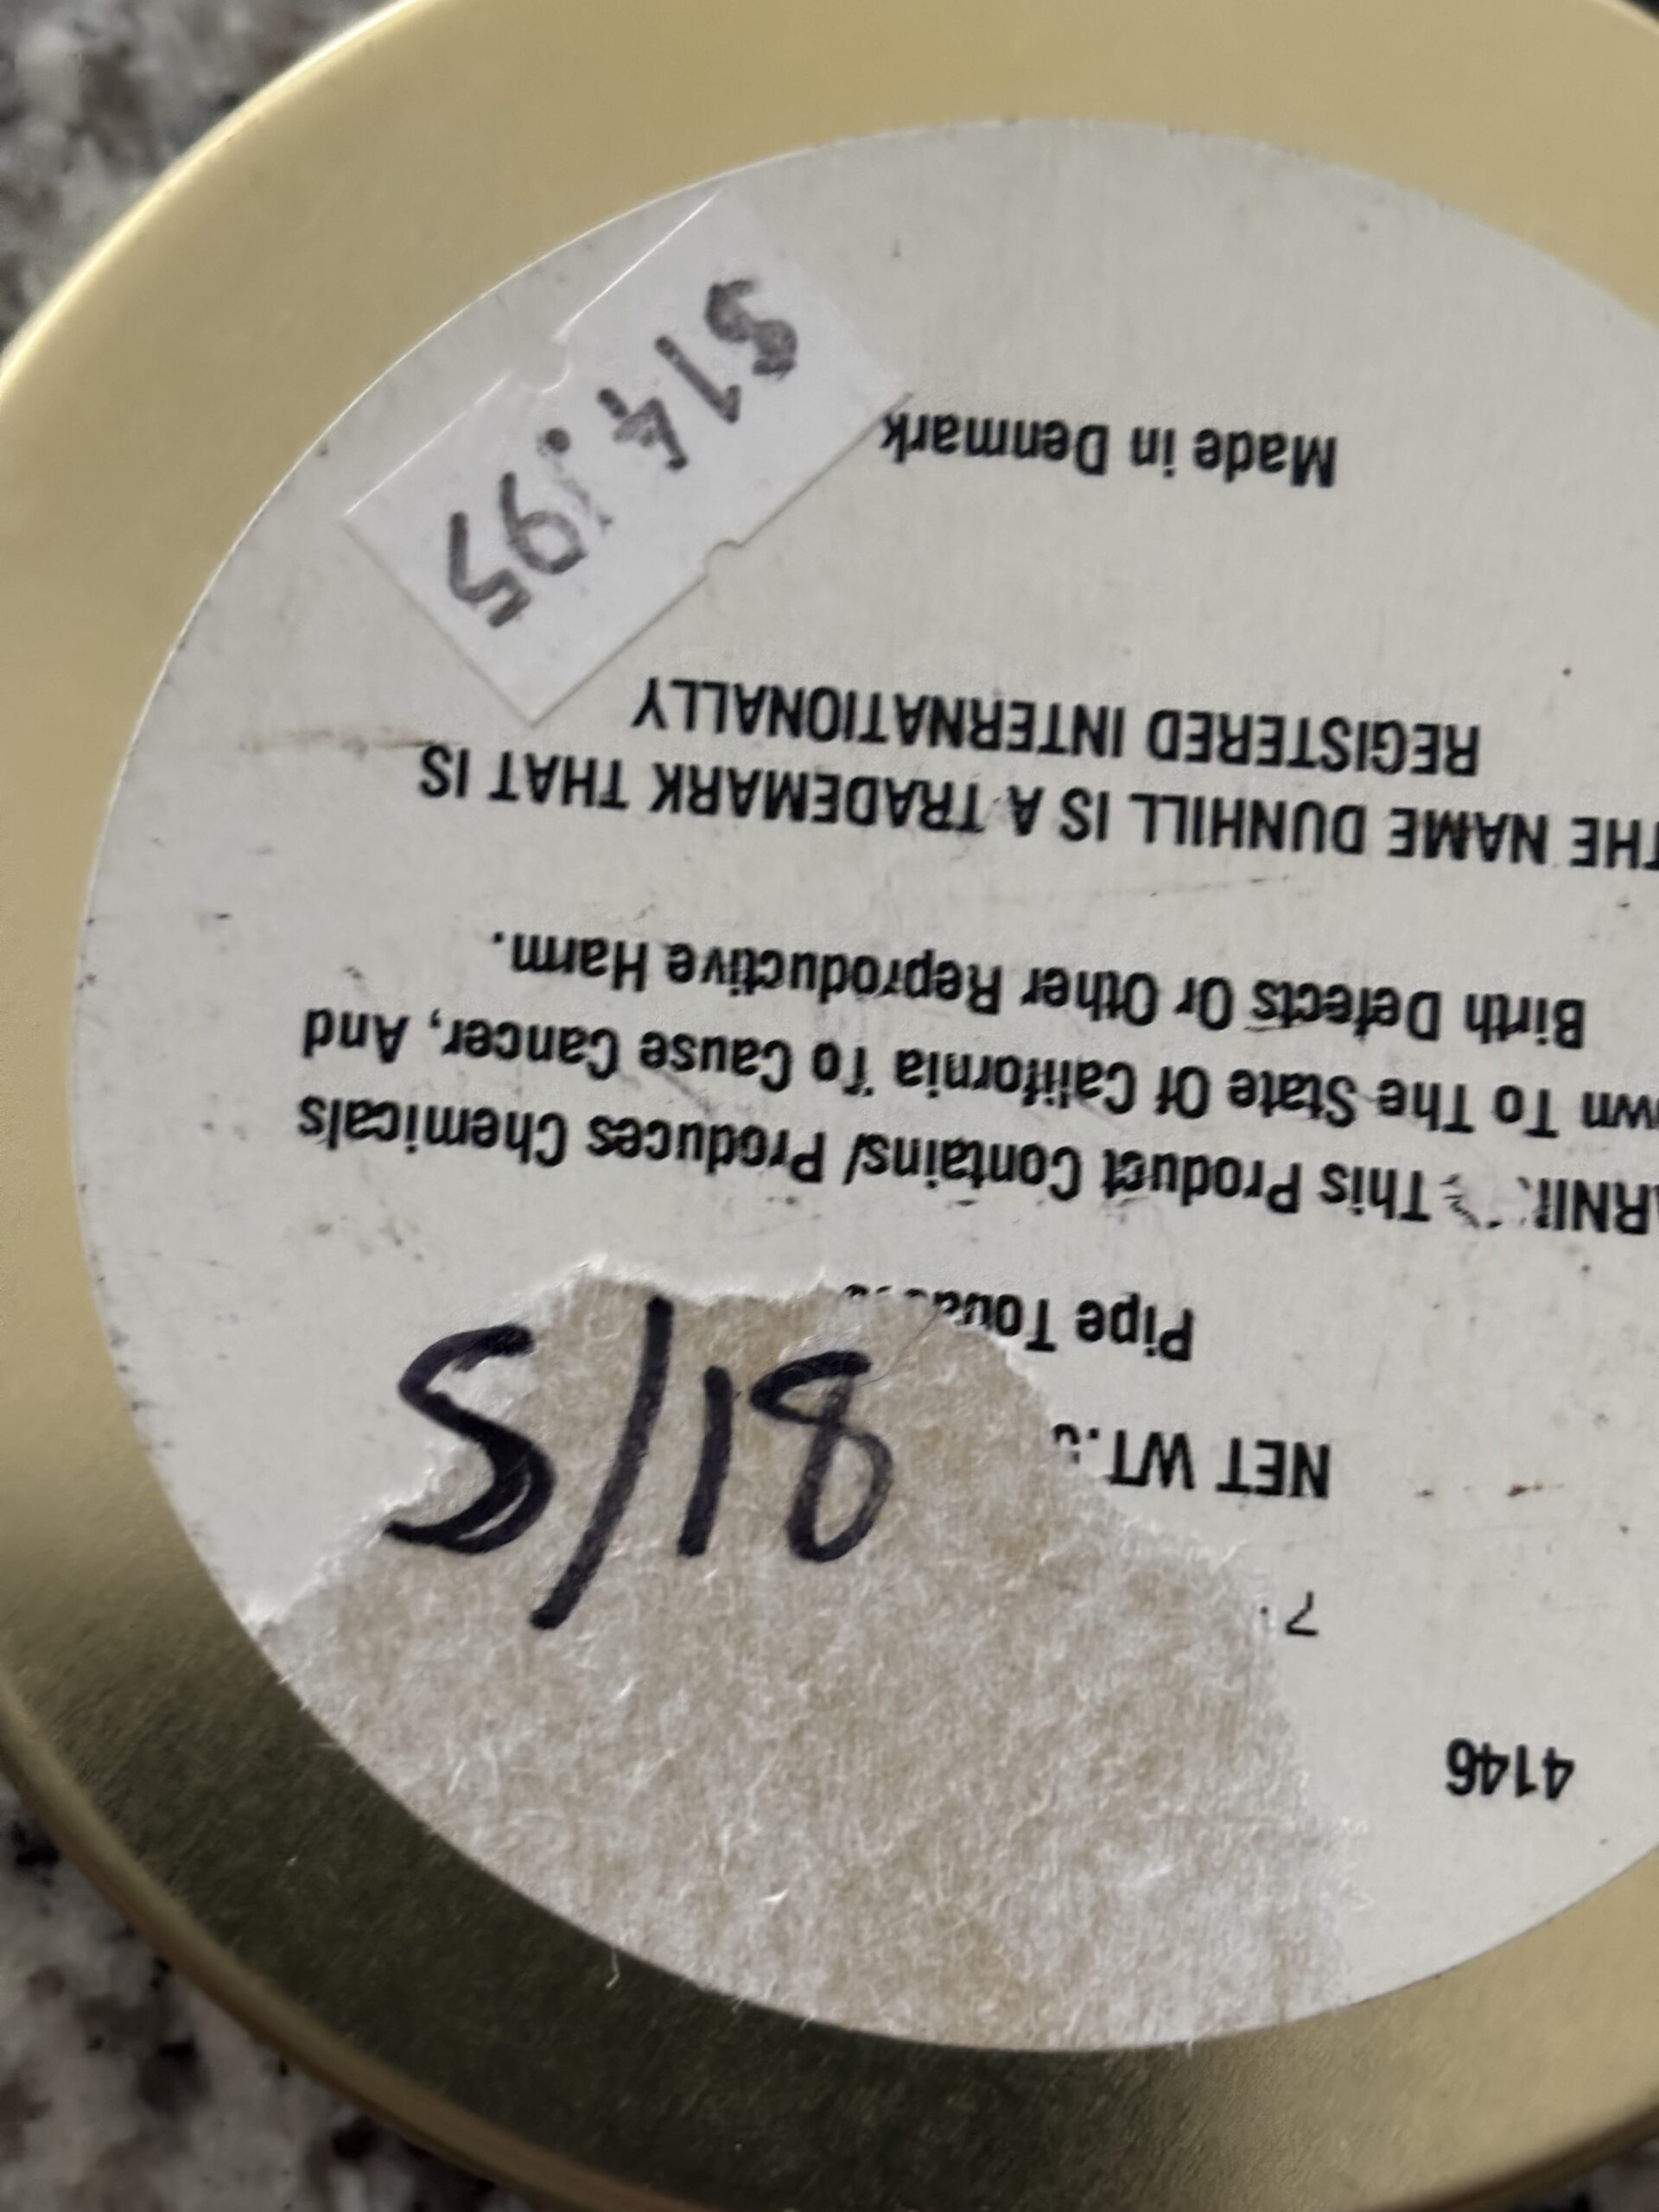 4146
7
NET WT.
Pipe
5/18
This Product Contains/ Produces Chemicals
To The State Of California To Cause Cancer, And
Birth Defects Or Other Reproductive Harm.
THE NAME DUNHILL IS A TRADEMARK THAT IS
REGISTERED INTERNATIONALLY
Made in Denmark
$14.95